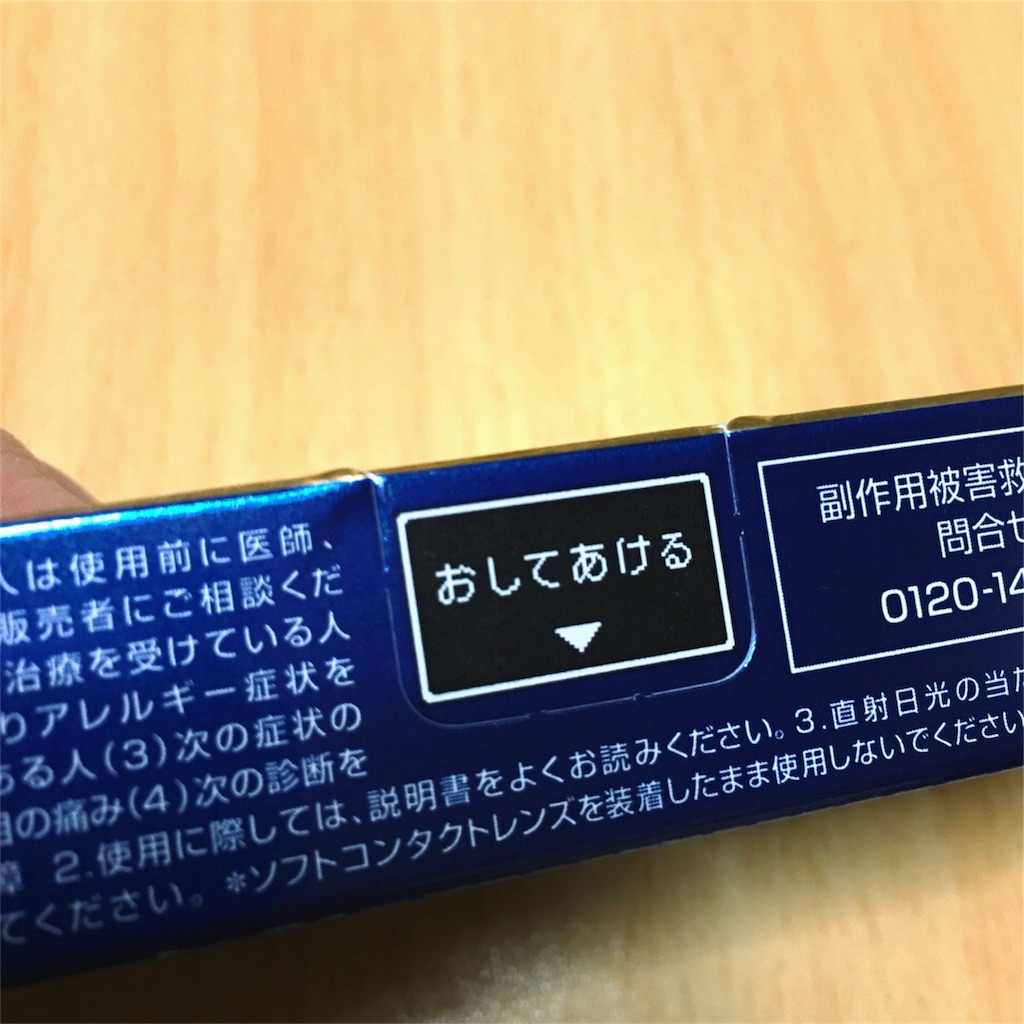 人は使用前に医師、
販売者にご相談くだ
治療を受けている人
りアレルギー症状を
ある人(3)次の症状の
目の痛み(4)次の診断を
障 2.使用に際しては、説明書をよくお読みください。3.直射日光の当た
てください。*ソフトコンタクトレンズを装着したまま使用しないでください
おしてあける
副作用被害救
問合せ
0120-14